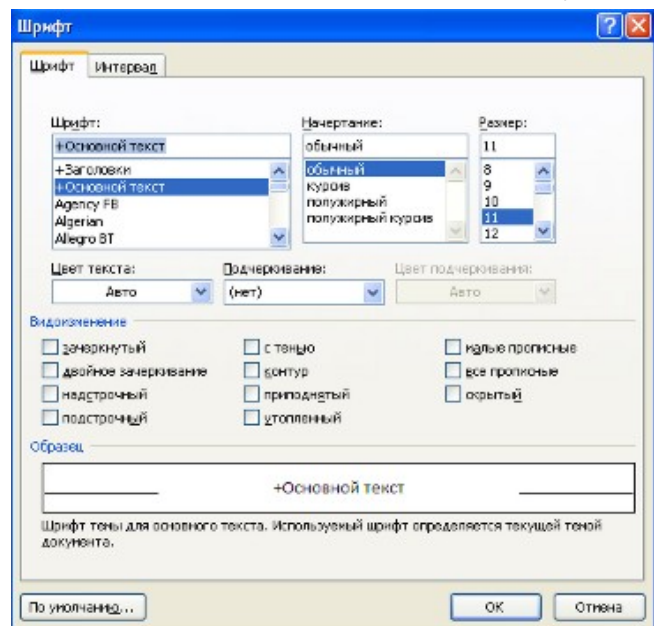 Шрифт
Шрифт Интервал
Шрифт: Начертание: Размер:
+Основной текст обычный 11
+Заголовки обычный 8
+Основной текст курсив 9
Agency FB полужирный 10
Algerian полужирный курсив 11
Allegro BT 12
Цвет текста: Подчеркивание: Цвет подчеркивания:
Авто (нет) Авто
Видоизменение
зачеркнутый с тенью малые прописные
двойное зачеркивание контур все прописные
надстрочный приподнятый скрытый
подстрочный утопленный
Образец
+Основной текст
Шрифт темы для основного текста. Используемый шрифт определяется текущей темой
документа.
По умолчанию... ОК Отмена